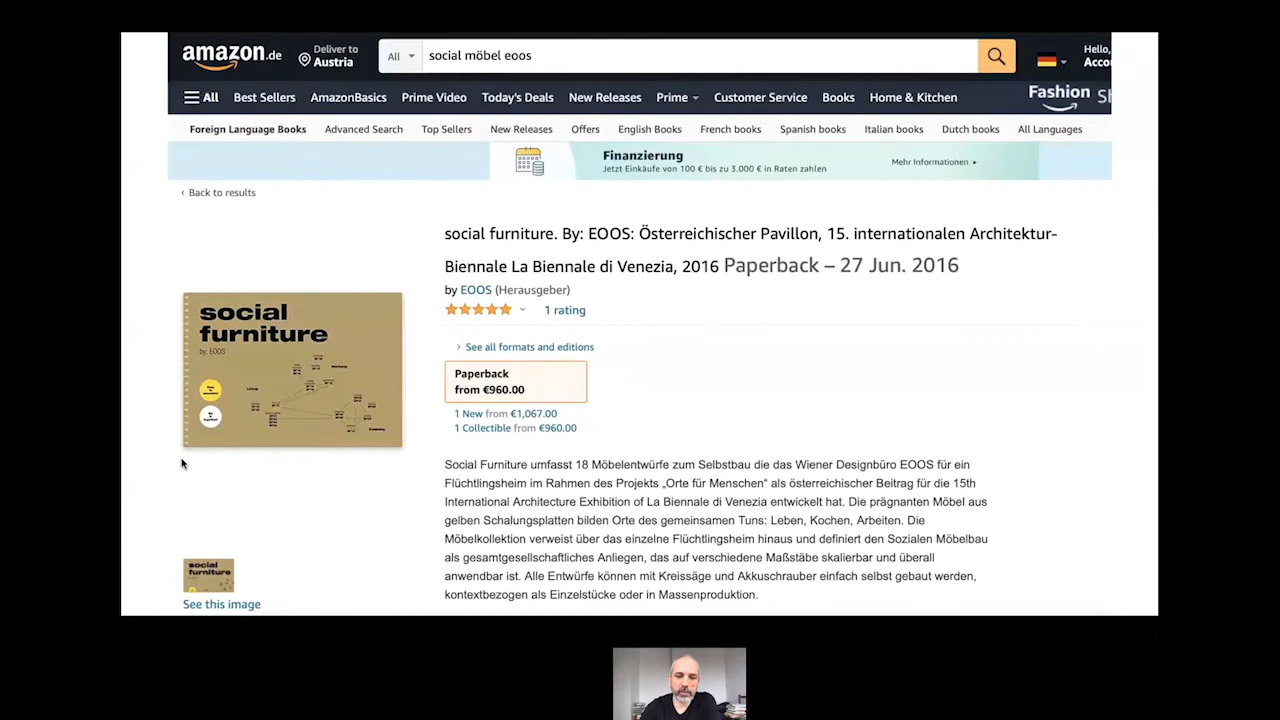 amazon.de
Deliver to
Austria
All
social möbel eoos
Hello,
Accou
All
Best Sellers
AmazonBasics
Prime Video
Today's Deals
New Releases
Prime
Customer Service
Books
Home & Kitchen
Fashion
Foreign Language Books
Advanced Search
Top Sellers
New Releases
Offers
English Books
French books
Spanish books
Italian books
Dutch books
All Languages
Finanzierung
Jetzt Einkäufe von 100 € bis zu 3.000 € in Raten zahlen
Mehr Informationen
‹ Back to results
social furniture. By: EOOS: Österreichischer Pavillon, 15. internationalen Architektur-
Biennale La Biennale di Venezia, 2016 Paperback – 27 Jun. 2016
by EOOS (Herausgeber)
1 rating
› See all formats and editions
Paperback
from €960.00
1 New from €1,067.00
1 Collectible from €960.00
social
furniture
by: EOOS
Social Furniture umfasst 18 Möbelentwürfe zum Selbstbau die das Wiener Designbüro EOOS für ein
Flüchtlingsheim im Rahmen des Projekts „Orte für Menschen“ als österreichischer Beitrag für die 15th
International Architecture Exhibition of La Biennale di Venezia entwickelt hat. Die prägnanten Möbel aus
gelben Schalungsplatten bilden Orte des gemeinsamen Tuns: Leben, Kochen, Arbeiten. Die
Möbelkollektion verweist über das einzelne Flüchtlingsheim hinaus und definiert den Sozialen Möbelbau
als gesamtgesellschaftliches Anliegen, das auf verschiedene Maßstäbe skalierbar und überall
anwendbar ist. Alle Entwürfe können mit Kreissäge und Akkuschrauber einfach selbst gebaut werden,
kontextbezogen als Einzelstücke oder in Massenproduktion.
social
furniture
See this image